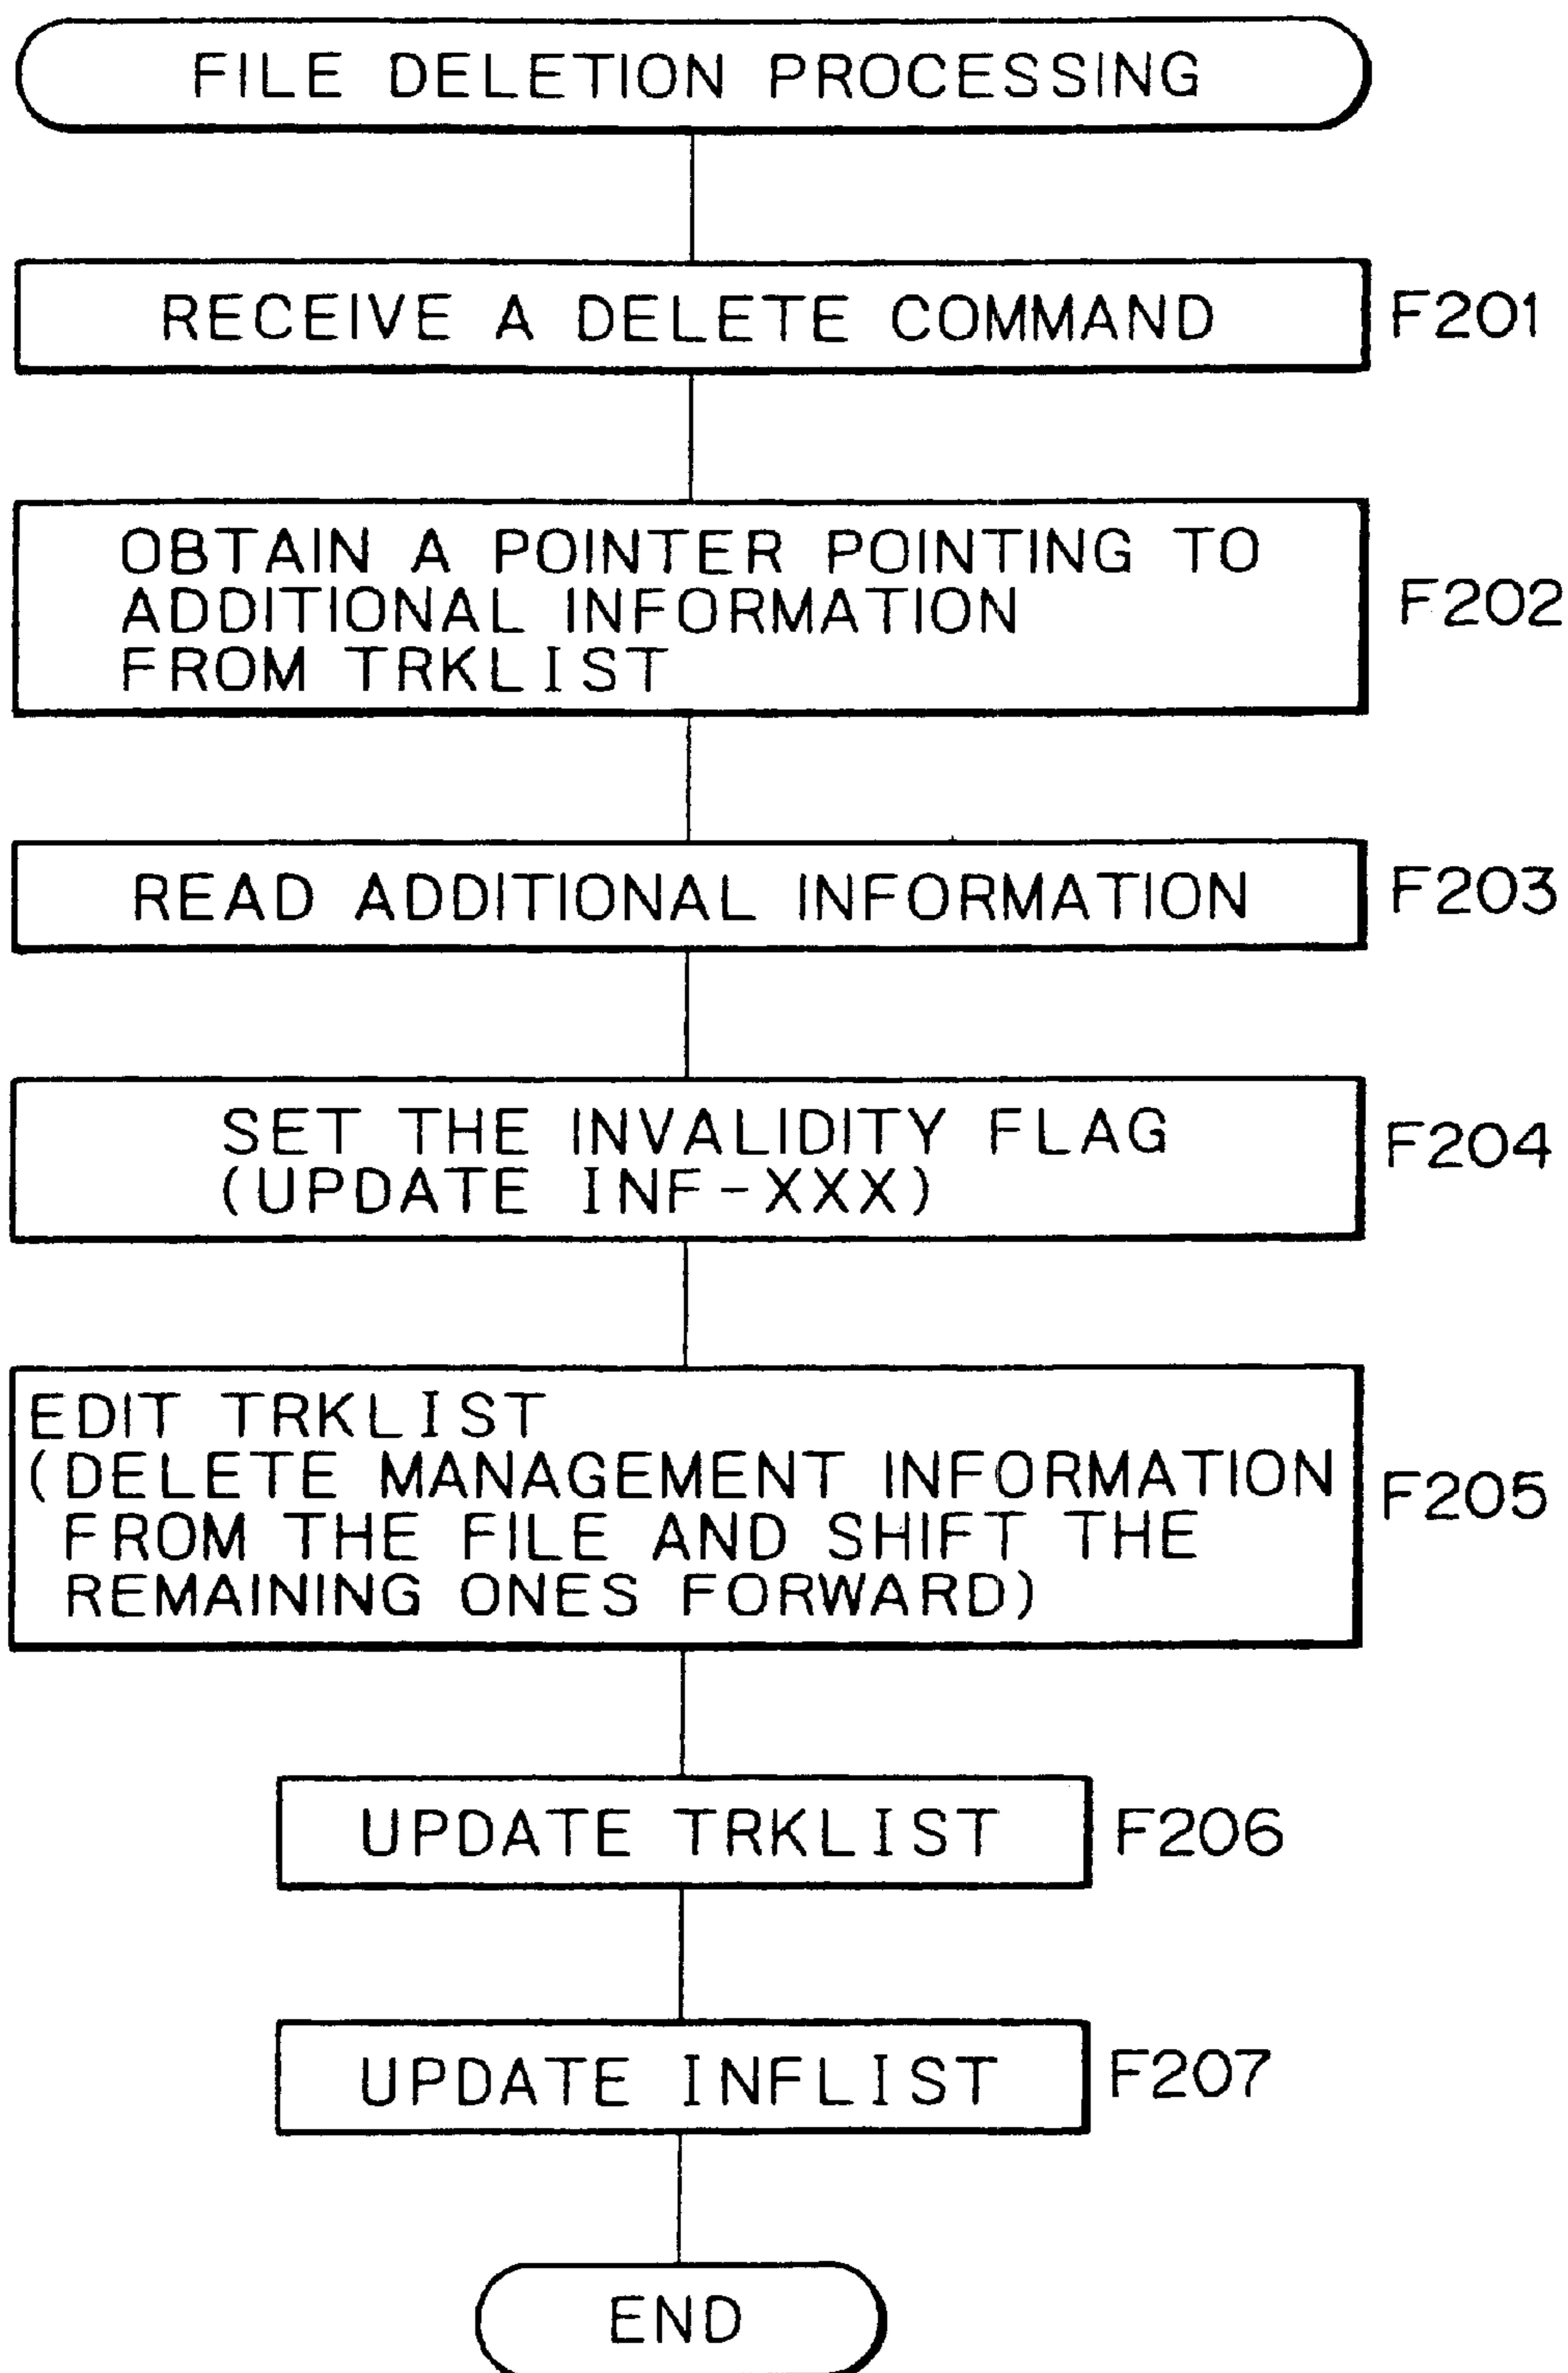 FILE DELETION PROCESSING
RECEIVE A DELETE COMMAND
F201
OBTAIN A POINTER POINTING TO
ADDITIONAL INFORMATION
FROM TRKLIST
F202
READ ADDITIONAL INFORMATION
F203
SET THE INVALIDITY FLAG
(UPDATE INF-XXX)
F204
EDIT TRKLIST
(DELETE MANAGEMENT INFORMATION
FROM THE FILE AND SHIFT THE
REMAINING ONES FORWARD)
F205
UPDATE TRKLIST
F206
UPDATE INFLIST
F207
END